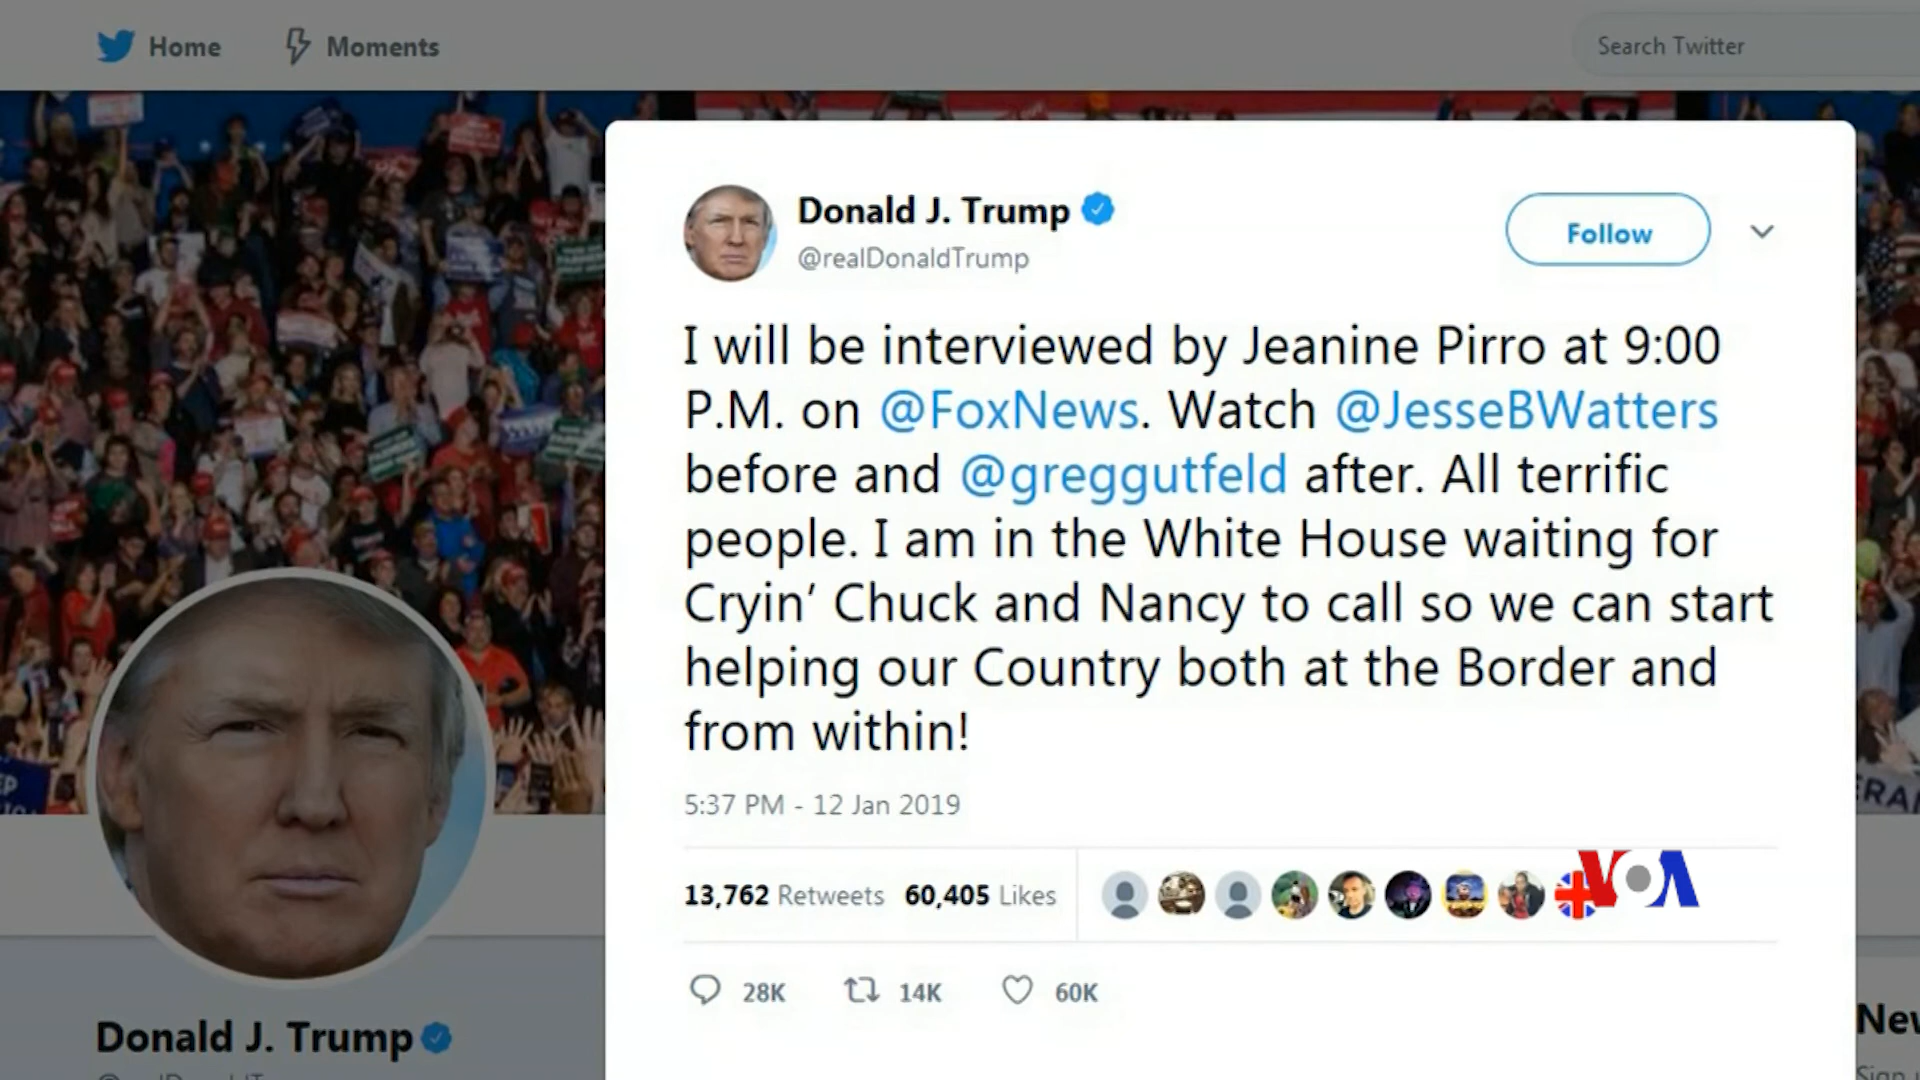 Home
Moments
Search Twitter
Donald J. Trump
@realDonaldTrump
Follow
I will be interviewed by Jeanine Pirro at 9:00
P.M. on @FoxNews. Watch @JesseBWatters
before and @greggutfeld after. All terrific
people. I am in the White House waiting for
Cryin’ Chuck and Nancy to call so we can start
helping our Country both at the Border and
from within!
5:37 PM - 12 Jan 2019
13,762 Retweets 60,405 Likes
VOA
28K 14K 60K
Donald J. Trump